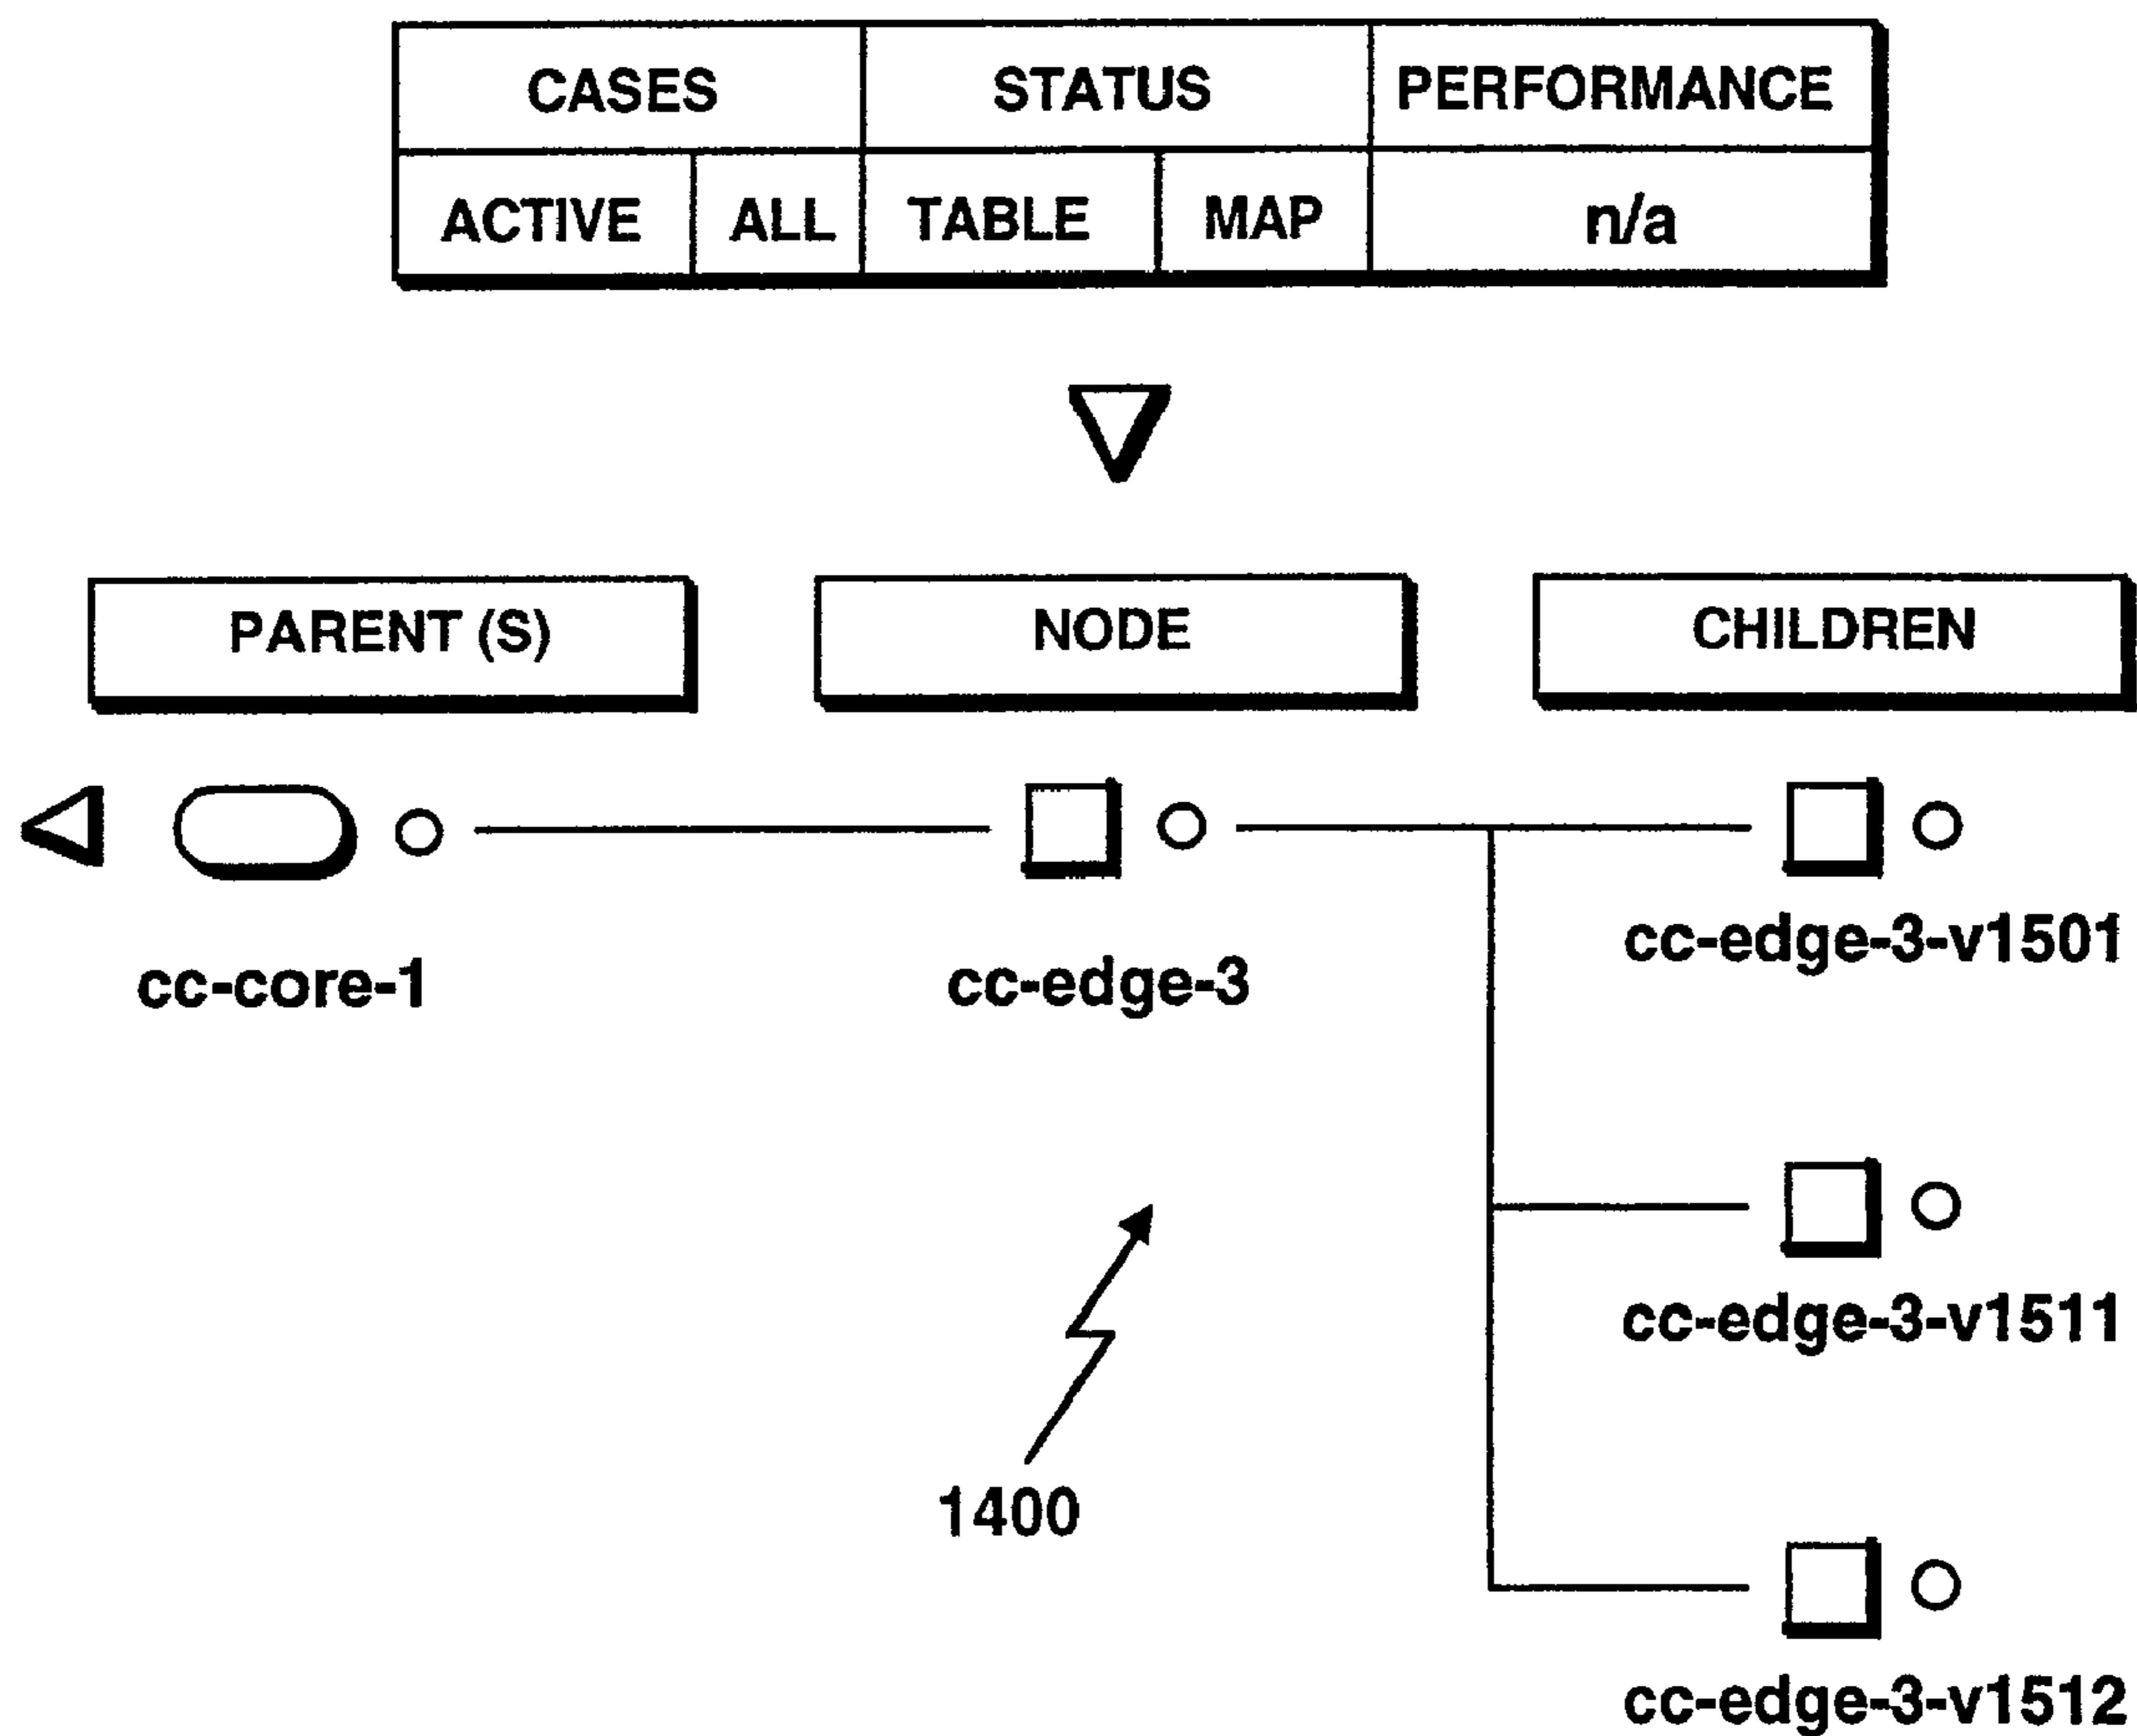 CASES STATUS PERFORMANCE
ACTIVE ALL TABLE MAP n/a
PARENT (S) NODE CHILDREN
cc-edge-3-v1501
cc-core-1 cc-edge-3
cc-edge-3-v1511
1400
cc-edge-3-v1512